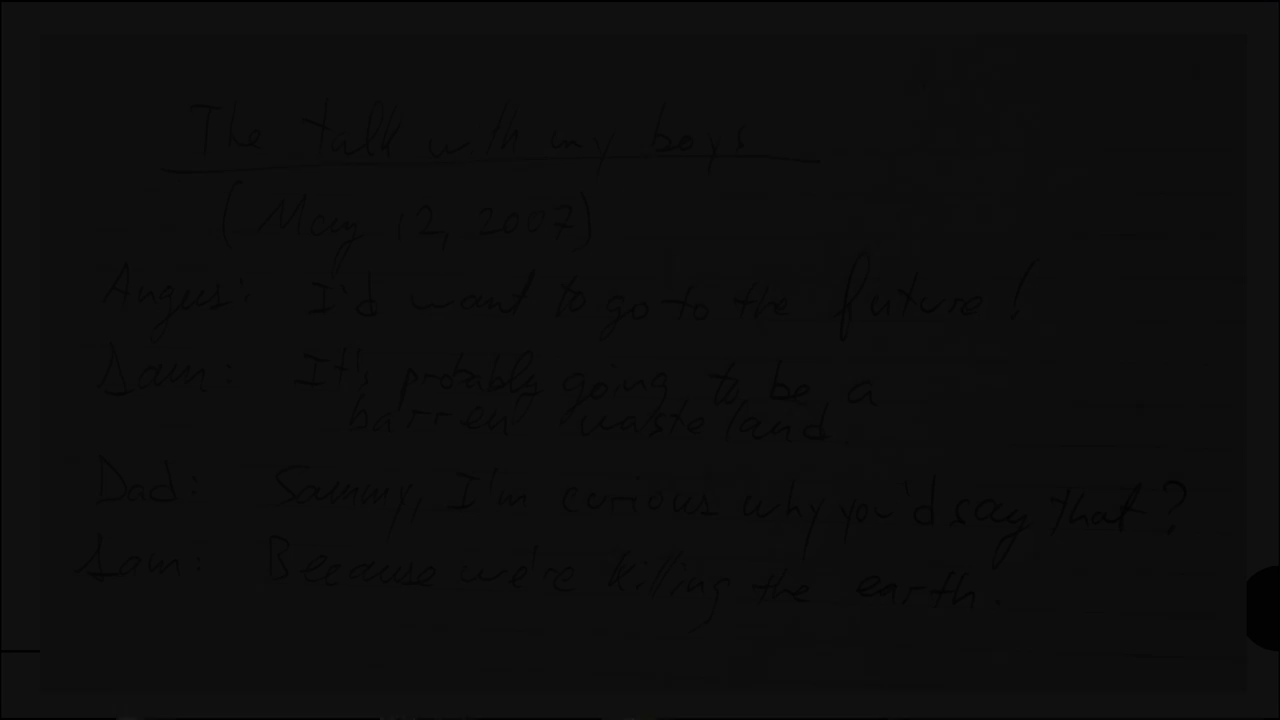 The talk with my boys
(May 12, 2007)
Angus: I'd want to go to the future!
Sam: It's probably going to be a
barren wasteland
Dad: Sammy, I'm curious why you'd say that?
Sam: Because we're killing the earth.